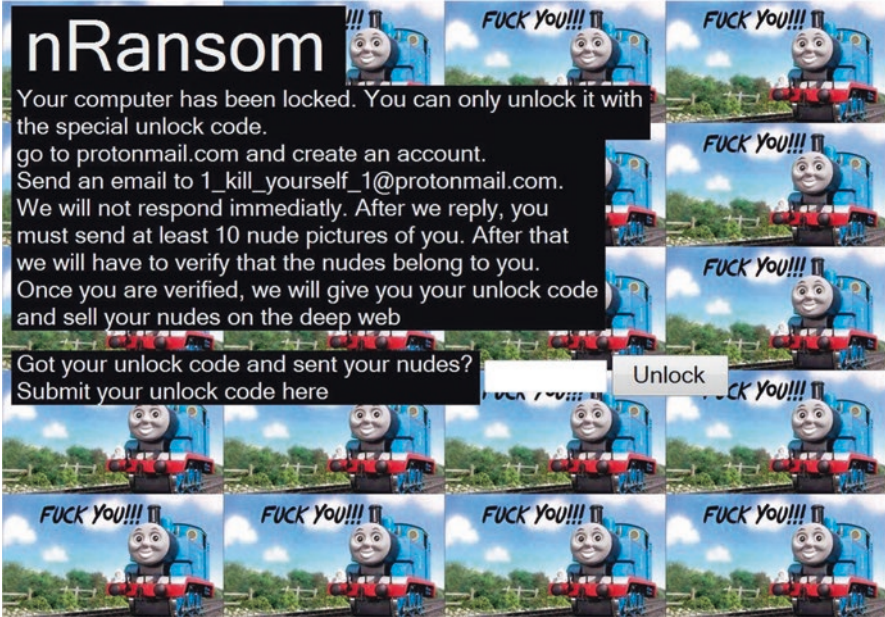 FUCK YOU!!! FUCK YOU!!!
nRansom
Your computer has been locked. You can only unlock it with
the special unlock code.
FUCK YOU!!!
go to protonmail.com and create an account.
Send an email to 1_kill_yourself_1@protonmail.com.
We will not respond immediatly. After we reply, you
must send at least 10 nude pictures of you. After that
we will have to verify that the nudes belong to you.
FUCK YOU!!!
Once you are verified, we will give you your unlock code
and sell your nudes on the deep web
Got your unlock code and sent your nudes?
Submit your unlock code here
Unlock
CK YOU!!!
FUCK YOU!!! FUCK YOU!!! FUCK YOU!!! FUCK YOU!!!